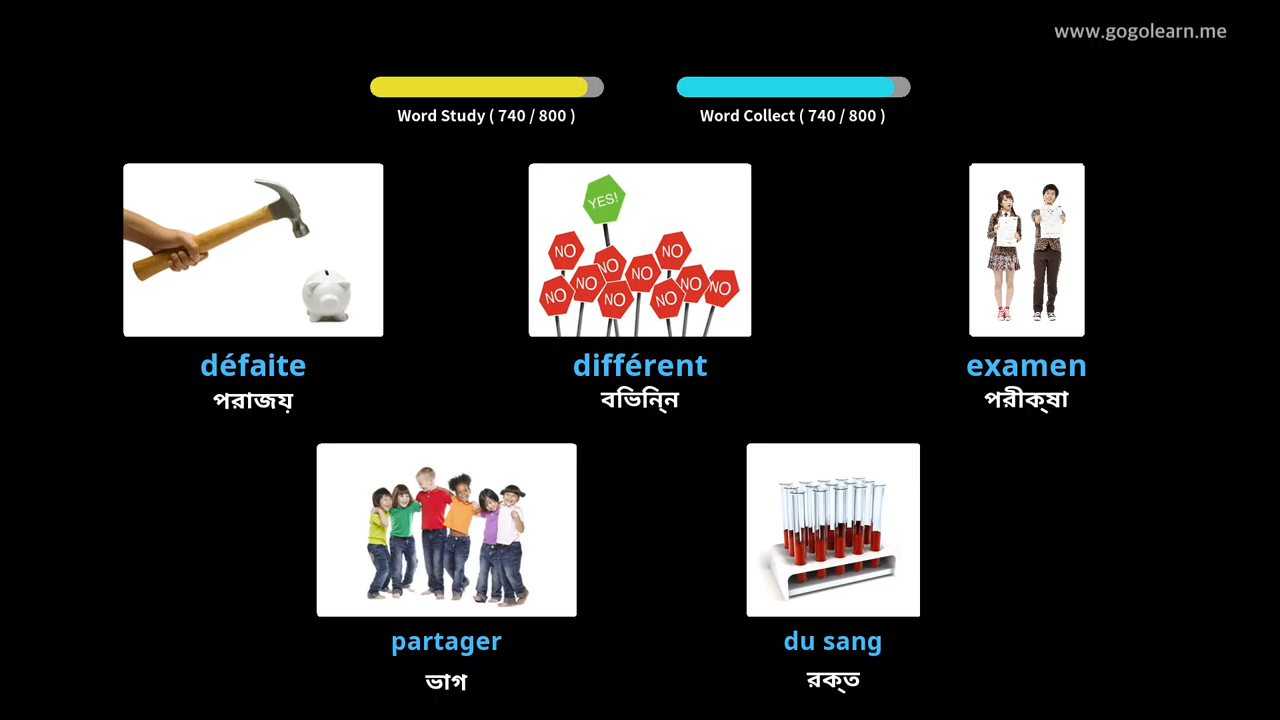 www.gogolearn.me
Word Study ( 740 / 800 )
Word Collect ( 740 / 800 )
YES!
NO
NO
NO
NO
NO
NO
NO
NO
NO
NO
défaite
différent
examen
পরাজয়
বিভিন্ন
পরীক্ষা
partager
du sang
ভাগ
রক্ত